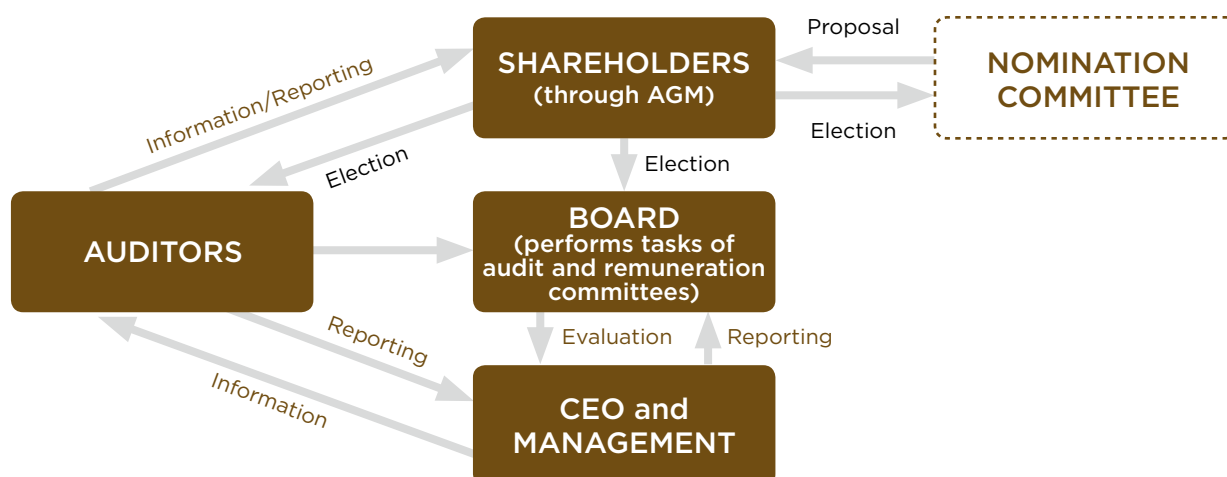 Proposal
SHAREHOLDERS
(through AGM)
NOMINATION
COMMITTEE
Information/Reporting
Election
Election
Election
AUDITORS
BOARD
(performs tasks of
audit and remuneration
committees)
Reporting
Evaluation
Reporting
Information
CEO and
MANAGEMENT